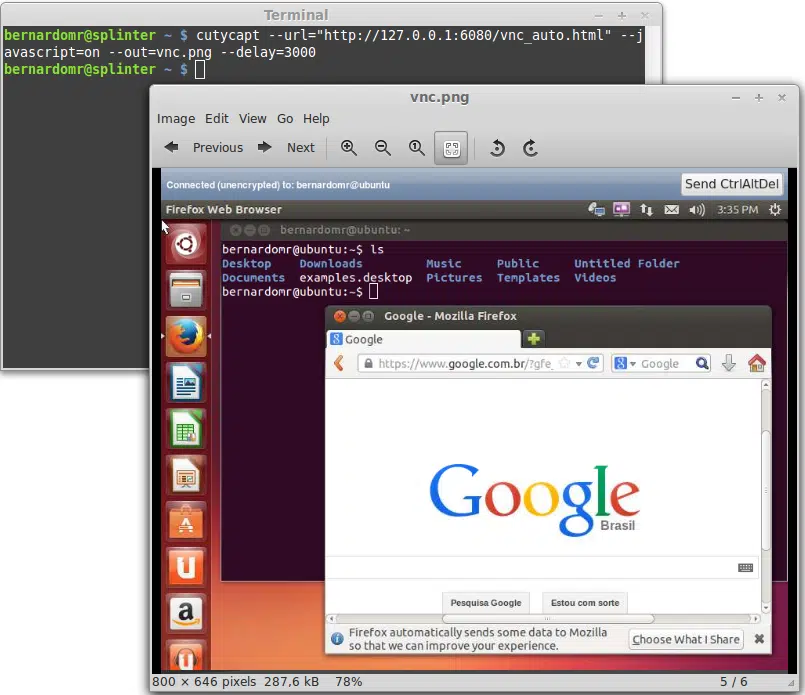 Terminal
bernardomr@splinter ~ $ cutycapt --url="http://127.0.0.1:6080/vnc_auto.html" --j
avascript=on --out=vnc.png --delay=3000
bernardomr@splinter ~ $
vnc.png
Image Edit View Go Help
Previous Next
Connected (unencrypted) to: bernardomr@ubuntu
Send CtrlAltDel
Firefox Web Browser
3:35 PM
bernardomr@ubuntu: ~
bernardomr@ubuntu:~$ ls
Desktop Downloads Music Public Untitled Folder
Documents examples.desktop Pictures Templates Videos
bernardomr@ubuntu:~$
Google - Mozilla Firefox
Google
https://www.google.com.br/?gfe_
Google
Google
Brasil
Pesquisa Google Estou com sorte
Firefox automatically sends some data to Mozilla
so that we can improve your experience.
Choose What I Share
800 × 646 pixels 287,6 kB 78% 5 / 6